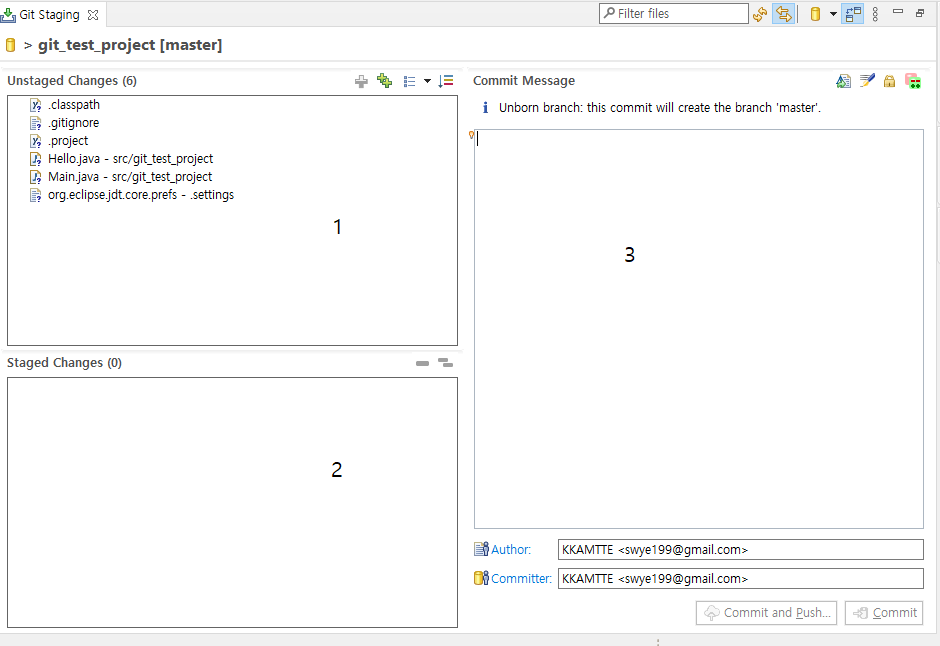 Git Staging
Filter files
> git_test_project [master]
Unstaged Changes (6)
.classpath
.gitignore
.project
Hello.java - src/git_test_project
Main.java - src/git_test_project
org.eclipse.jdt.core.prefs - .settings
1
Staged Changes (0)
2
Commit Message
Unborn branch: this commit will create the branch 'master'.
3
Author: KKAMTTE <swye199@gmail.com>
Committer: KKAMTTE <swye199@gmail.com>
Commit and Push...
Commit